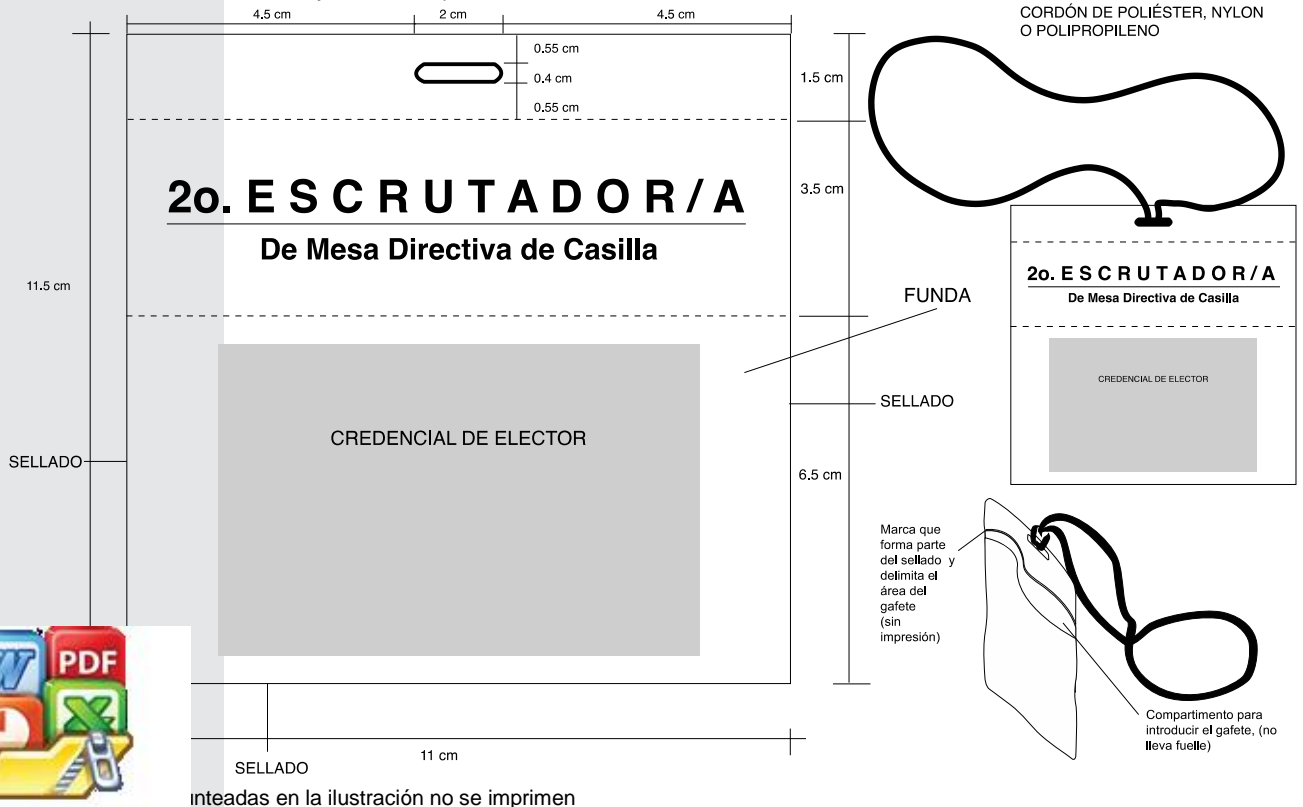 4.5 cm 2 cm 4.5 cm
CORDÓN DE POLIÉSTER, NYLON
O POLIPROPILENO
0.55 cm
0.4 cm
0.55 cm
1.5 cm
2o. E S C R U T A D O R / A
De Mesa Directiva de Casilla
3.5 cm
11.5 cm
FUNDA
2o. E S C R U T A D O R / A
De Mesa Directiva de Casilla
CREDENCIAL DE ELECTOR
SELLADO
CREDENCIAL DE ELECTOR
SELLADO
6.5 cm
Marca que
forma parte
del sellado y
delimita el
área del
gafete
(sin
impresión)
Compartimento para
introducir el gafete, (no
lleva fuelle)
PDF
W
X
11 cm
SELLADO
unteadas en la ilustración no se imprimen